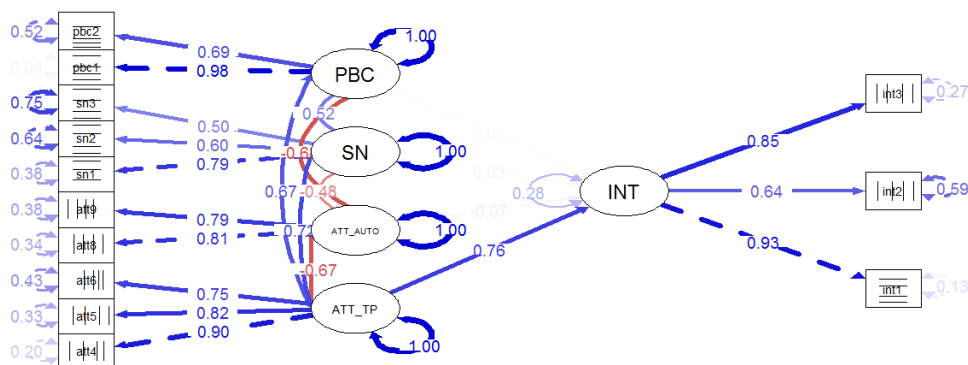 0.52 pbc2 0.69 1.00
0.04 pbc1 0.98 PBC
0.75 sn3 0.50 0.52 0.02 int3 0.27
0.64 sn2 0.60 SN 1.00 0.85
0.38 sn1 0.79 0.67 -0.48 0.03 0.28 INT 0.64 int2 0.59
0.38 att9 0.79 ATT_AUTO 1.00 -0.07
0.34 att8 0.81 0.76 0.93
0.43 att6 0.75 -0.67 int1 0.13
0.33 att5 0.82 ATT_TP
0.20 att4 0.90 1.00